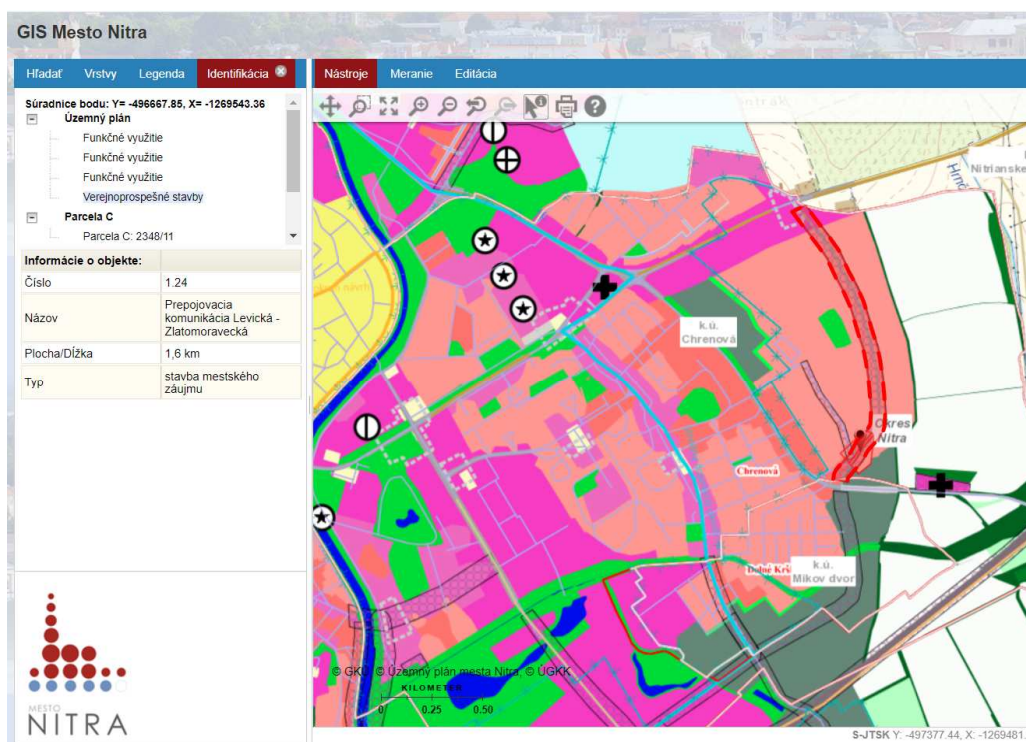 GIS Mesto Nitra
Hľadať Vrstvy Legenda Identifikácia
Nástroje Meranie Editácia
Súradnice bodu: Y= -496667.85, X= -1269543.36
Územný plán
Funkčné využitie
Funkčné využitie
Funkčné využitie
Verejnoprospešné stavby
Parcela C
Parcela C: 2348/11
Informácie o objekte:
Číslo 1.24
Názov Prepojovacia
komunikácia Levická -
Zlatomoravecká
Plocha/Dĺžka 1,6 km
Typ stavba mestského
záujmu
Nitrianske
k.ú.
Chrenová
Okres
Nitra
Chrenová
k.ú.
Mikov dvor
© GKÚ, © Územný plán mesta Nitra, © ÚGKK
KILOMETER
0 0.25 0.50
MESTO
NITRA
S-JTSK Y: -497377.44, X: -1269481.